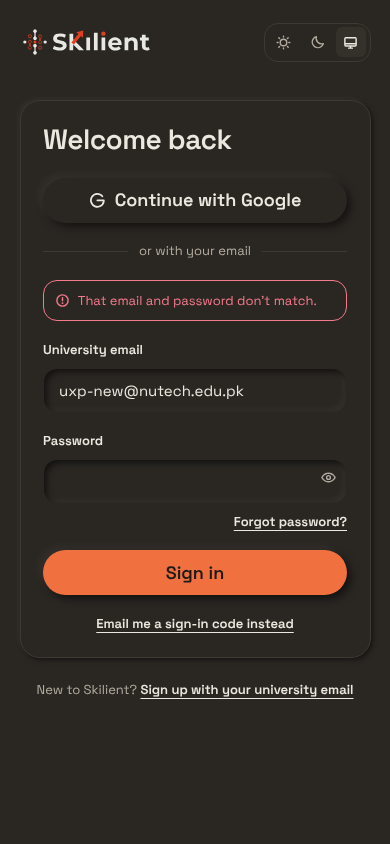 Skilient
Welcome back
Continue with Google
or with your email
That email and password don't match.
University email
uxp-new@nutech.edu.pk
Password
Forgot password?
Sign in
Email me a sign-in code instead
New to Skilient? Sign up with your university email